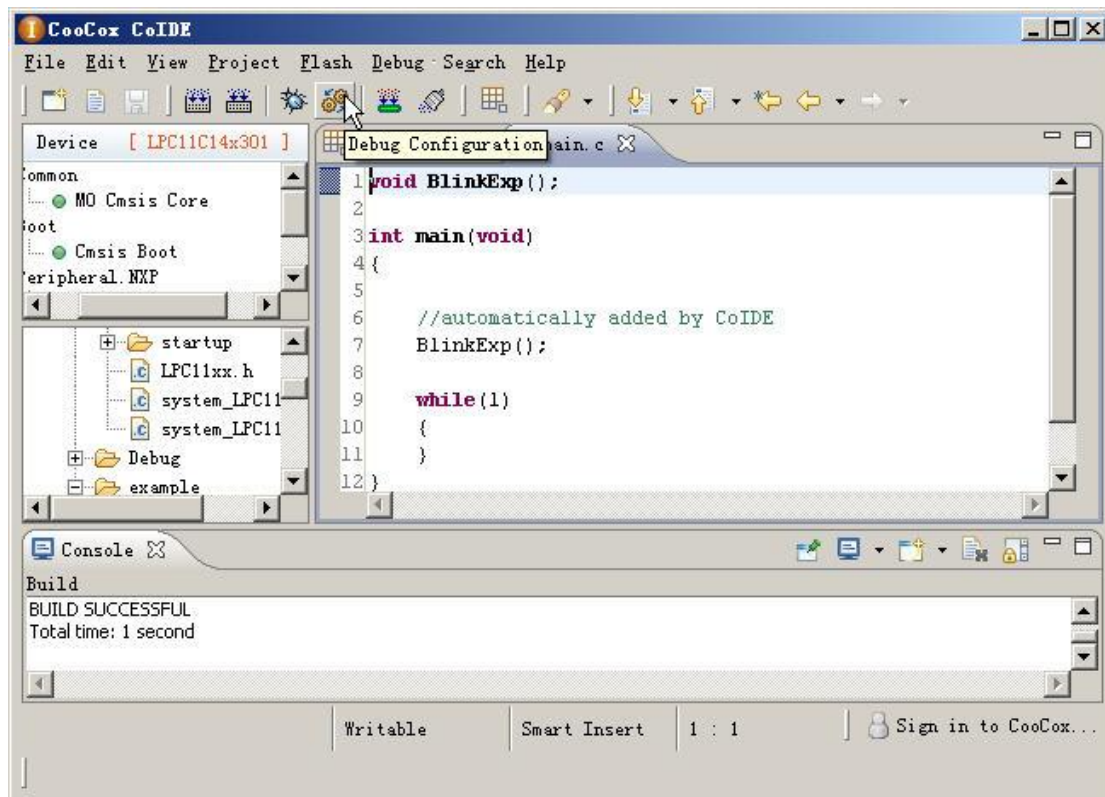 CooCox CoIDE
File Edit View Project Flash Debug Search Help
Device [ LPC11C14x301 ]
Debug Configuration
ain.c
ommon
M0 Cmsis Core
oot
Cmsis Boot
eripheral.NXP
startup
LPC11xx.h
system_LPC11
system_LPC11
Debug
example
1 void BlinkExp();
2
3 int main(void)
4 {
5
6 //automatically added by CoIDE
7 BlinkExp();
8
9 while(1)
10 {
11 }
12 }
Console
Build
BUILD SUCCESSFUL
Total time: 1 second
Writable Smart Insert 1 : 1 Sign in to CooCox...